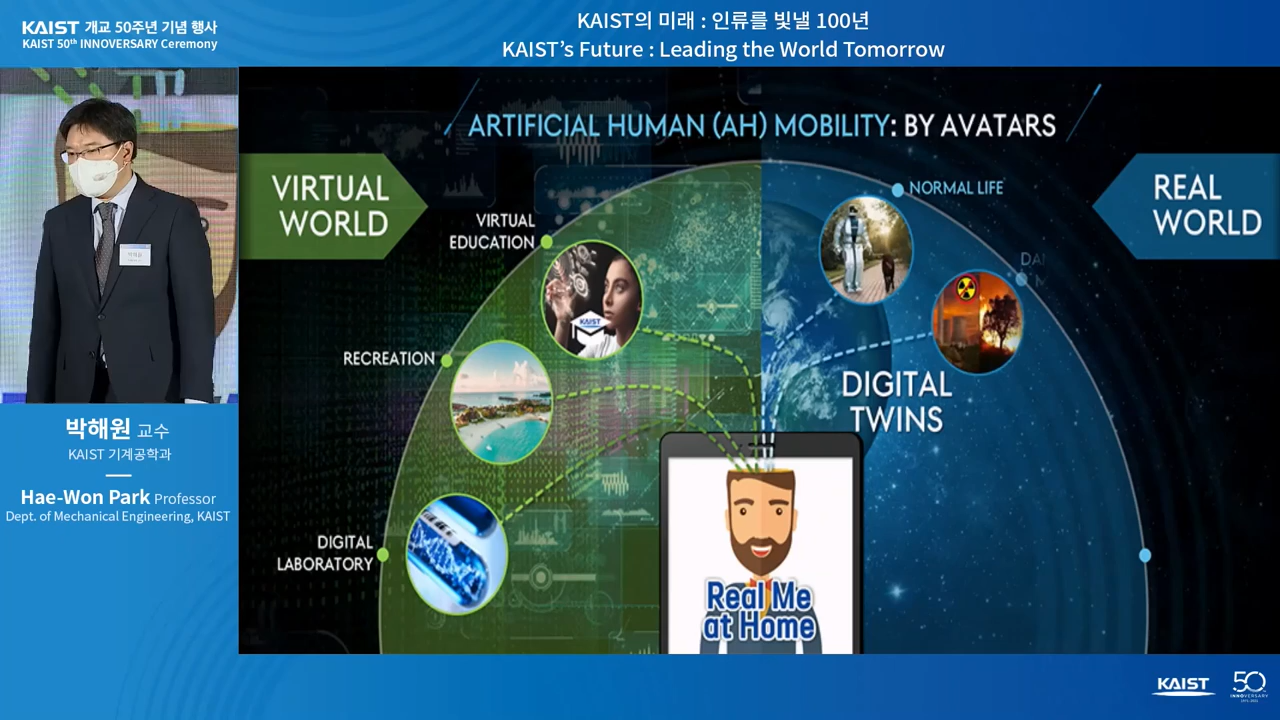 KAIST 개교 50주년 기념 행사
KAIST 50th INNOVERSARY Ceremony
KAIST의 미래 : 인류를 빛낼 100년
KAIST's Future : Leading the World Tomorrow
ARTIFICIAL HUMAN (AH) MOBILITY: BY AVATARS
VIRTUAL
WORLD
REAL
WORLD
NORMAL LIFE
VIRTUAL
EDUCATION
KAIST
RECREATION
DIGITAL
TWINS
DIGITAL
LABORATORY
Real Me
at Home
박해원 교수
KAIST 기계공학과
Hae-Won Park Professor
Dept. of Mechanical Engineering, KAIST
KAIST
50
INNOVERSARY